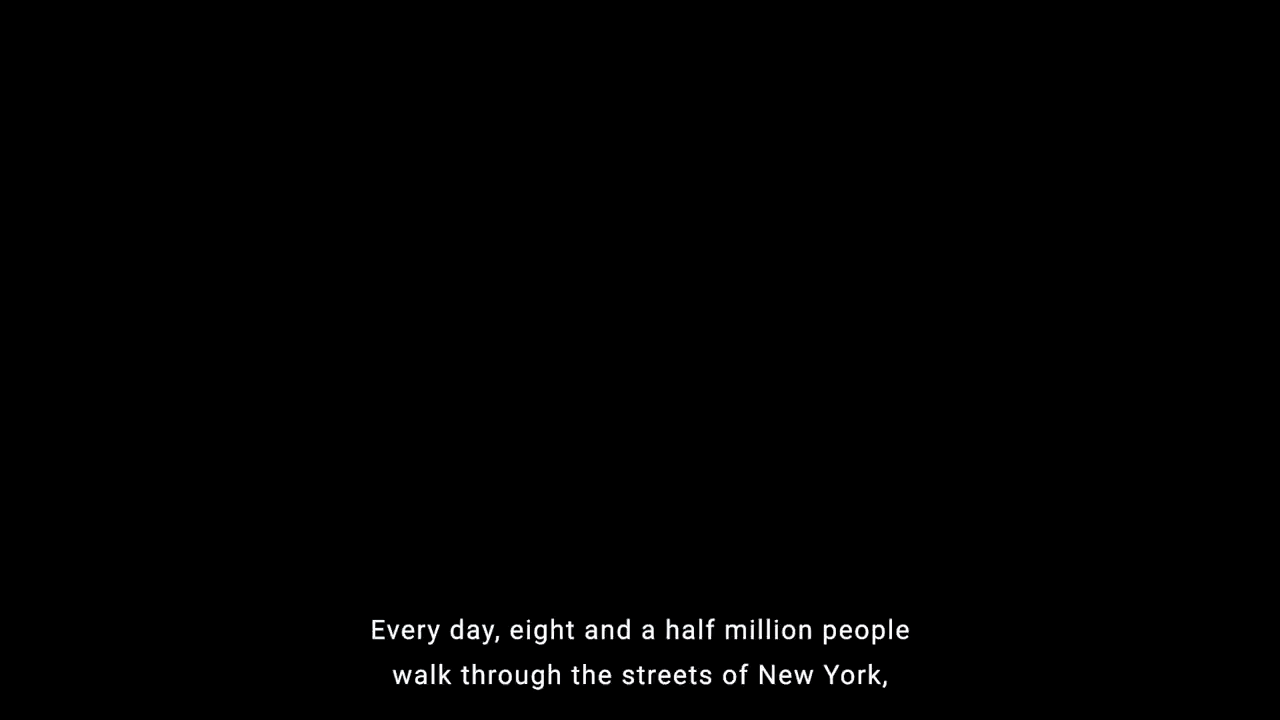 Every day, eight and a half million people
walk through the streets of New York,